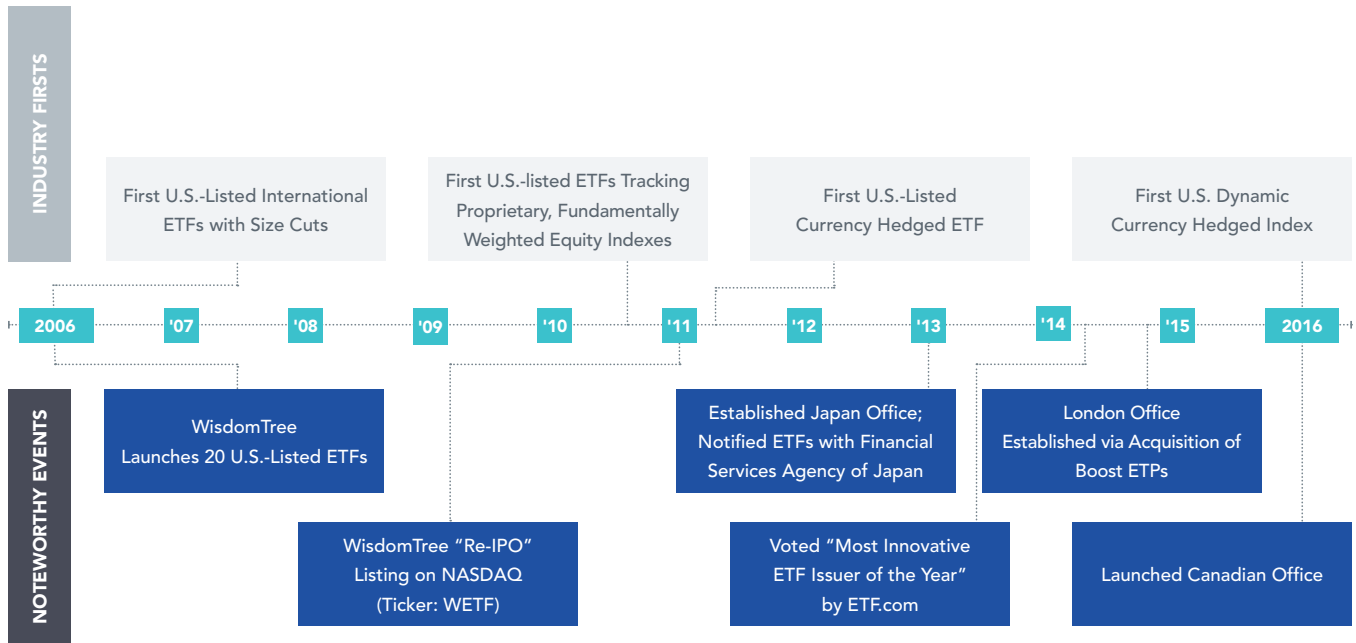 INDUSTRY FIRSTS
First U.S.-Listed International
ETFs with Size Cuts
First U.S.-listed ETFs Tracking
Proprietary, Fundamentally
Weighted Equity Indexes
First U.S.-Listed
Currency Hedged ETF
First U.S. Dynamic
Currency Hedged Index
2006
'07
'08
'09
'10
'11
'12
'13
'14
'15
2016
NOTEWORTHY EVENTS
WisdomTree
Launches 20 U.S.-Listed ETFs
WisdomTree “Re-IPO”
Listing on NASDAQ
(Ticker: WETF)
Established Japan Office;
Notified ETFs with Financial
Services Agency of Japan
Voted “Most Innovative
ETF Issuer of the Year”
by ETF.com
London Office
Established via Acquisition of
Boost ETPs
Launched Canadian Office